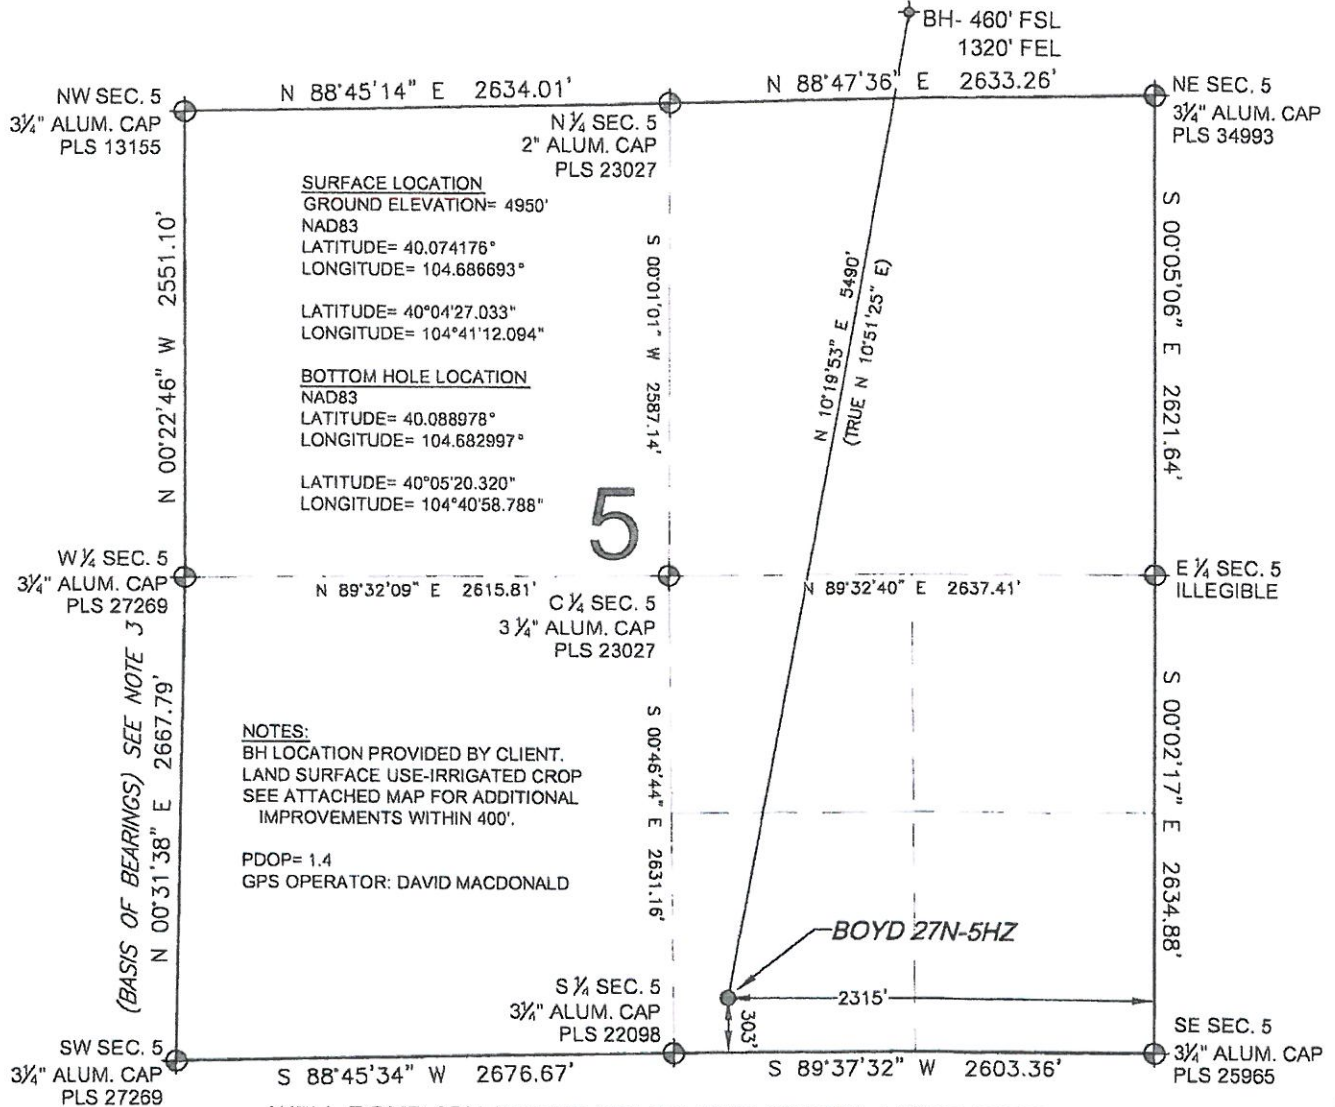 BH- 460' FSL
1320' FEL
NW SEC. 5
3¼" ALUM. CAP
PLS 13155
N 88°45'14" E 2634.01'
N ¼ SEC. 5
2" ALUM. CAP
PLS 23027
N 88°47'36" E 2633.26'
NE SEC. 5
3¼" ALUM. CAP
PLS 34993
SURFACE LOCATION
GROUND ELEVATION= 4950'
NAD83
LATITUDE= 40.074176°
LONGITUDE= 104.686693°
LATITUDE= 40°04'27.033"
LONGITUDE= 104°41'12.094"
BOTTOM HOLE LOCATION
NAD83
LATITUDE= 40.088978°
LONGITUDE= 104.682997°
LATITUDE= 40°05'20.320"
LONGITUDE= 104°40'58.788"
N 00°22'46" W 2551.10'
S 00°01'01" W 2587.14'
N 10°19'53" E 5490'
(TRUE N 10°51'25" E)
S 00°05'06" E 2621.64'
5
W ¼ SEC. 5
3¼" ALUM. CAP
PLS 27269
N 89°32'09" E 2615.81'
C ¼ SEC. 5
3 ¼" ALUM. CAP
PLS 23027
N 89°32'40" E 2637.41'
E ¼ SEC. 5
ILLEGIBLE
(BASIS OF BEARINGS) SEE NOTE 3
N 00°31'38" E 2667.79'
NOTES:
BH LOCATION PROVIDED BY CLIENT.
LAND SURFACE USE-IRRIGATED CROP
SEE ATTACHED MAP FOR ADDITIONAL
IMPROVEMENTS WITHIN 400'.
PDOP= 1.4
GPS OPERATOR: DAVID MACDONALD
S 00°46'44" E 2631.16'
S 00°02'17" E 2634.88'
BOYD 27N-5HZ
2315'
303'
S ¼ SEC. 5
3¼" ALUM. CAP
PLS 22098
SW SEC. 5
3¼" ALUM. CAP
PLS 27269
S 88°45'34" W 2676.67'
S 89°37'32" W 2603.36'
SE SEC. 5
3¼" ALUM. CAP
PLS 25965